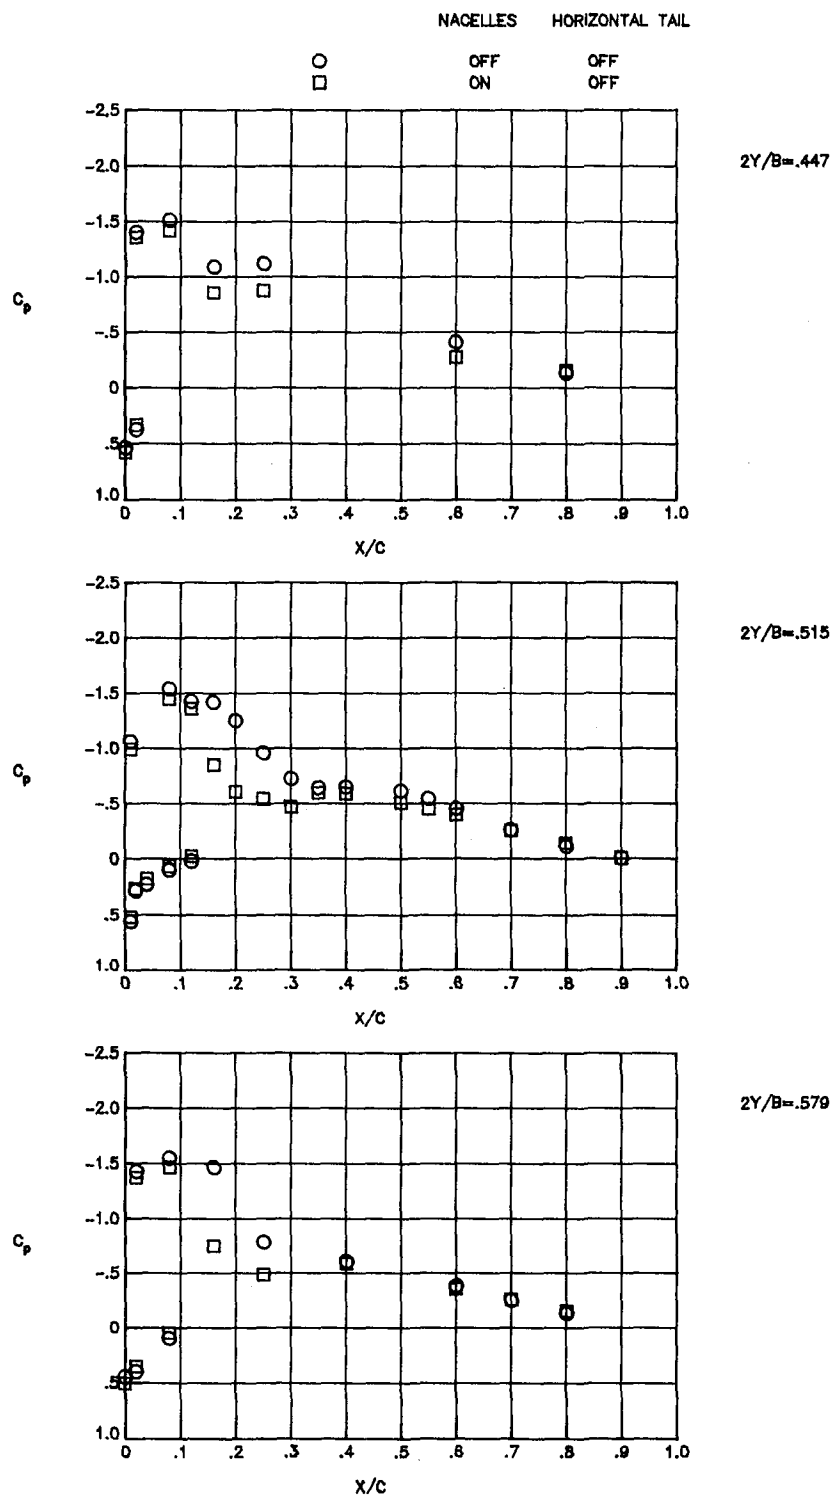 NACELLES HORIZONTAL TAIL
OFF OFF
ON OFF
-2.5
-2.0
-1.5
-1.0
-.5
0
.5
1.0
Cp
0 .1 .2 .3 .4 .5 .6 .7 .8 .9 1.0
X/C
2Y/B=.447
-2.5
-2.0
-1.5
-1.0
-.5
0
.5
1.0
Cp
0 .1 .2 .3 .4 .5 .6 .7 .8 .9 1.0
X/C
2Y/B=.515
-2.5
-2.0
-1.5
-1.0
-.5
0
.5
1.0
Cp
0 .1 .2 .3 .4 .5 .6 .7 .8 .9 1.0
X/C
2Y/B=.579